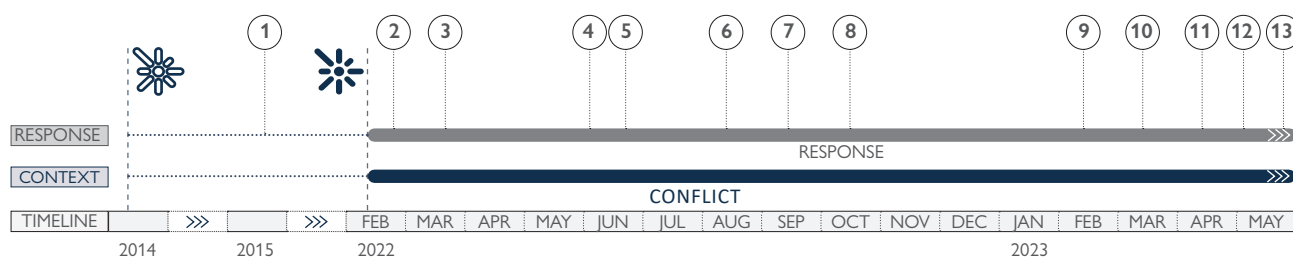 1 2 3 4 5 6 7 8 9 10 11 12 13
RESPONSE
RESPONSE
CONTEXT
CONFLICT
TIMELINE FEB MAR APR MAY JUN JUL AUG SEP OCT NOV DEC JAN FEB MAR APR MAY
2014 2015 2022 2023